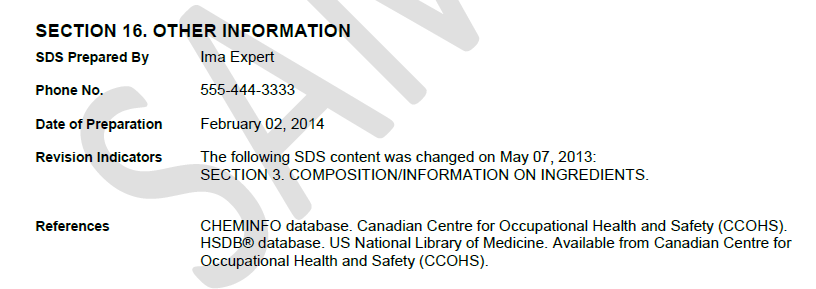 SECTION 16. OTHER INFORMATION
SDS Prepared By Ima Expert
Phone No. 555-444-3333
Date of Preparation February 02, 2014
Revision Indicators The following SDS content was changed on May 07, 2013:
SECTION 3. COMPOSITION/INFORMATION ON INGREDIENTS.
References CHEMINFO database. Canadian Centre for Occupational Health and Safety (CCOHS).
HSDB® database. US National Library of Medicine. Available from Canadian Centre for
Occupational Health and Safety (CCOHS).